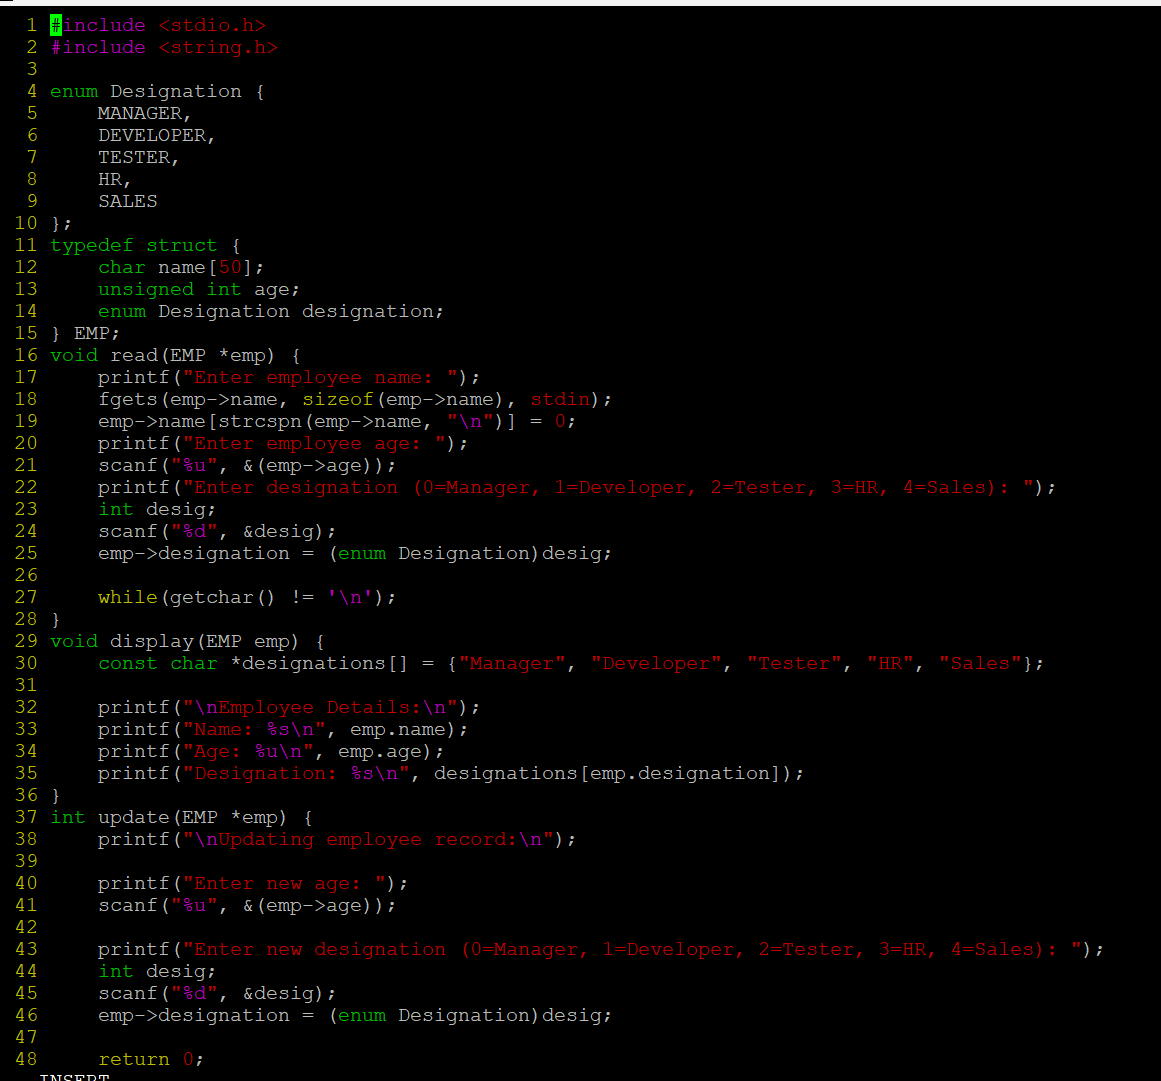 1 #include <stdio.h>
2 #include <string.h>
3
4 enum Designation {
5     MANAGER,
6     DEVELOPER,
7     TESTER,
8     HR,
9     SALES
10 };
11 typedef struct {
12     char name[50];
13     unsigned int age;
14     enum Designation designation;
15 } EMP;
16 void read(EMP *emp) {
17     printf("Enter employee name: ");
18     fgets(emp->name, sizeof(emp->name), stdin);
19     emp->name[strcspn(emp->name, "\n")] = 0;
20     printf("Enter employee age: ");
21     scanf("%u", &(emp->age));
22     printf("Enter designation (0=Manager, 1=Developer, 2=Tester, 3=HR, 4=Sales): ");
23     int desig;
24     scanf("%d", &desig);
25     emp->designation = (enum Designation)desig;
26
27     while(getchar() != '\n');
28 }
29 void display(EMP emp) {
30     const char *designations[] = {"Manager", "Developer", "Tester", "HR", "Sales"};
31
32     printf("\nEmployee Details:\n");
33     printf("Name: %s\n", emp.name);
34     printf("Age: %u\n", emp.age);
35     printf("Designation: %s\n", designations[emp.designation]);
36 }
37 int update(EMP *emp) {
38     printf("\nUpdating employee record:\n");
39
40     printf("Enter new age: ");
41     scanf("%u", &(emp->age));
42
43     printf("Enter new designation (0=Manager, 1=Developer, 2=Tester, 3=HR, 4=Sales): ");
44     int desig;
45     scanf("%d", &desig);
46     emp->designation = (enum Designation)desig;
47
48     return 0;
INSERT